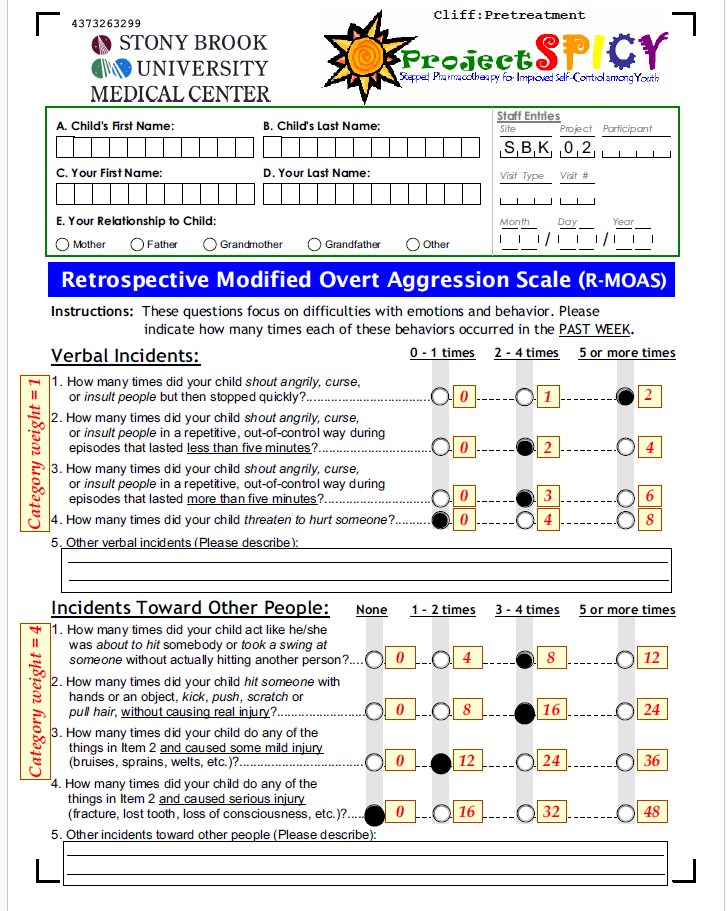 Cliff:Pretreatment
4373263299
STONY BROOK
UNIVERSITY
MEDICAL CENTER
ProjectSPICY
Stepped Pharmacotherapy for Improved Self-Control among Youth
Staff Entries
A. Child's First Name:
B. Child's Last Name:
Site Project Participant
S B K 0 2
C. Your First Name:
D. Your Last Name:
Visit Type Visit #
E. Your Relationship to Child:
Month Day Year
/ /
Mother Father Grandmother Grandfather Other
Retrospective Modified Overt Aggression Scale (R-MOAS)
Instructions: These questions focus on difficulties with emotions and behavior. Please
indicate how many times each of these behaviors occurred in the PAST WEEK.
Verbal Incidents: 0 - 1 times 2 - 4 times 5 or more times
Category weight = 1
1. How many times did your child shout angrily, curse,
or insult people but then stopped quickly?.................................. 0 1 2
2. How many times did your child shout angrily, curse,
or insult people in a repetitive, out-of-control way during
episodes that lasted less than five minutes?............................... 0 2 4
3. How many times did your child shout angrily, curse,
or insult people in a repetitive, out-of-control way during
episodes that lasted more than five minutes?............................ 0 3 6
4. How many times did your child threaten to hurt someone?........ 0 4 8
5. Other verbal incidents (Please describe):
Incidents Toward Other People: None 1 - 2 times 3 - 4 times 5 or more times
Category weight = 4
1. How many times did your child act like he/she
was about to hit somebody or took a swing at
someone without actually hitting another person?.... 0 4 8 12
2. How many times did your child hit someone with
hands or an object, kick, push, scratch or
pull hair, without causing real injury?...................... 0 8 16 24
3. How many times did your child do any of the
things in Item 2 and caused some mild injury
(bruises, sprains, welts, etc.)?................................ 0 12 24 36
4. How many times did your child do any of the
things in Item 2 and caused serious injury
(fracture, lost tooth, loss of consciousness, etc.)?.... 0 16 32 48
5. Other incidents toward other people (Please describe):